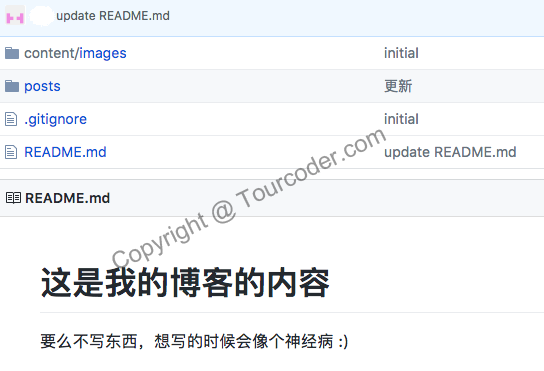 update README.md
content/images initial
posts 更新
.gitignore initial
README.md update README.md
README.md
Copyright @ Tourcoder.com
这是我的博客的内容
要么不写东西，想写的时候会像个神经病 :)